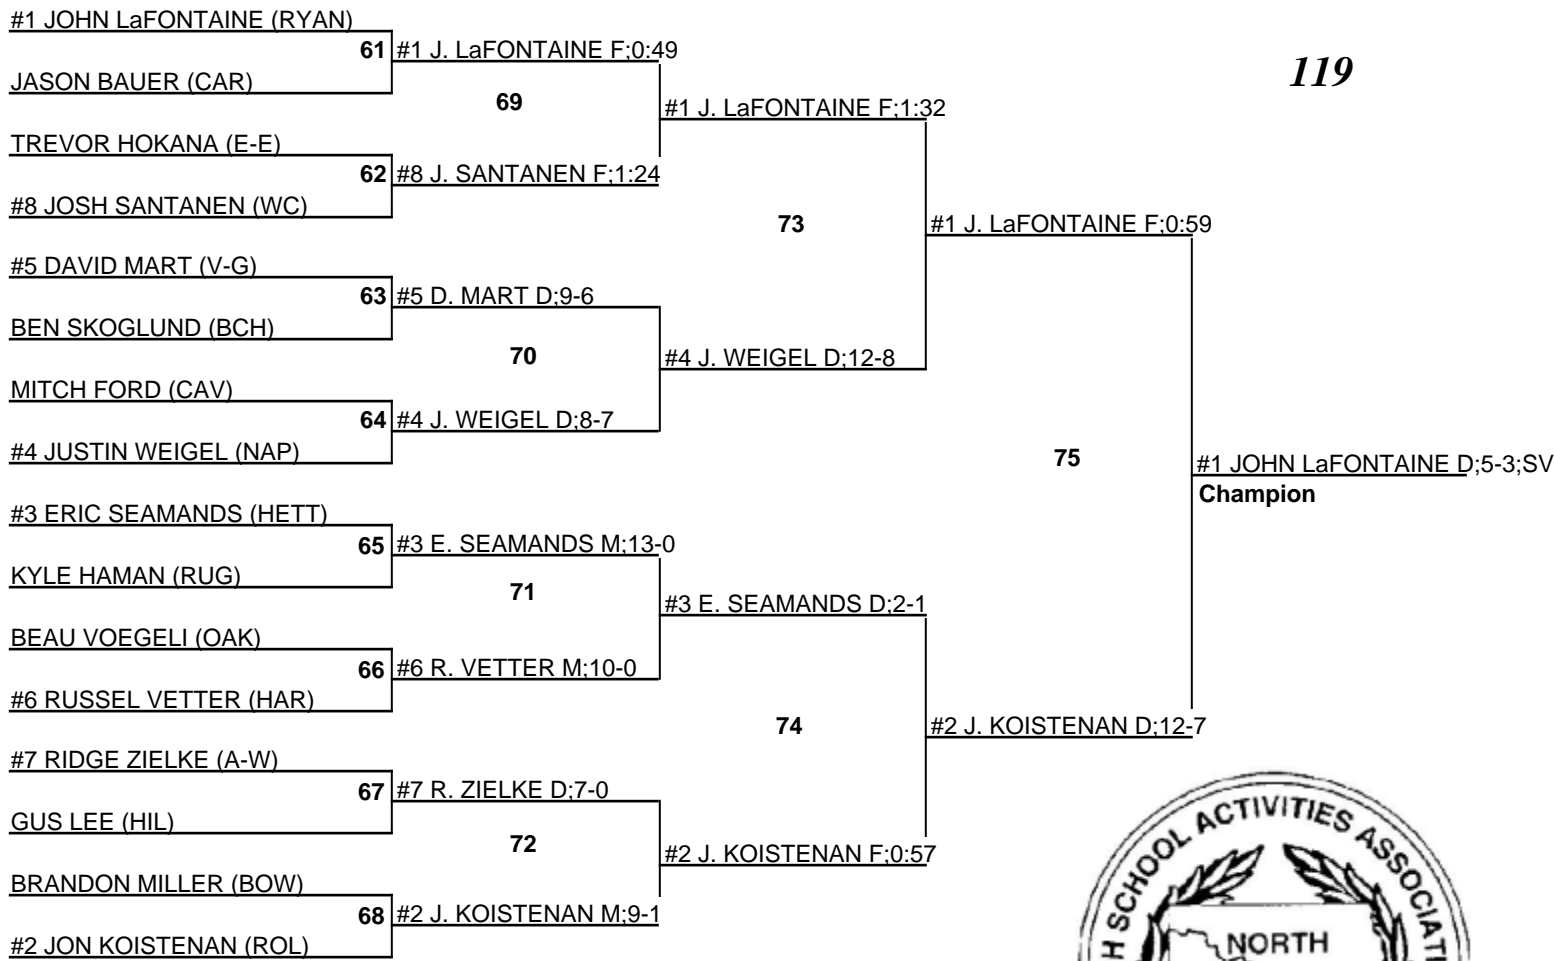 #1 JOHN LaFONTAINE (RYAN)
61 #1 J. LaFONTAINE F;0:49
119
JASON BAUER (CAR)
69
#1 J. LaFONTAINE F;1:32
TREVOR HOKANA (E-E)
62 #8 J. SANTANEN F;1:24
#8 JOSH SANTANEN (WC)
73
#1 J. LaFONTAINE F;0:59
#5 DAVID MART (V-G)
63 #5 D. MART D;9-6
BEN SKOGLUND (BCH)
70
#4 J. WEIGEL D;12-8
MITCH FORD (CAV)
64 #4 J. WEIGEL D;8-7
#4 JUSTIN WEIGEL (NAP)
75
#1 JOHN LaFONTAINE D;5-3;SV
Champion
#3 ERIC SEAMANDS (HETT)
65 #3 E. SEAMANDS M;13-0
KYLE HAMAN (RUG)
71
#3 E. SEAMANDS D;2-1
BEAU VOEGELI (OAK)
66 #6 R. VETTER M;10-0
#6 RUSSEL VETTER (HAR)
74
#2 J. KOISTENAN D;12-7
#7 RIDGE ZIELKE (A-W)
67 #7 R. ZIELKE D;7-0
GUS LEE (HIL)
72
#2 J. KOISTENAN F;0:57
BRANDON MILLER (BOW)
68 #2 J. KOISTENAN M;9-1
#2 JON KOISTENAN (ROL)
H SCHOOL ACTIVITIES ASSOCIATI
NORTH